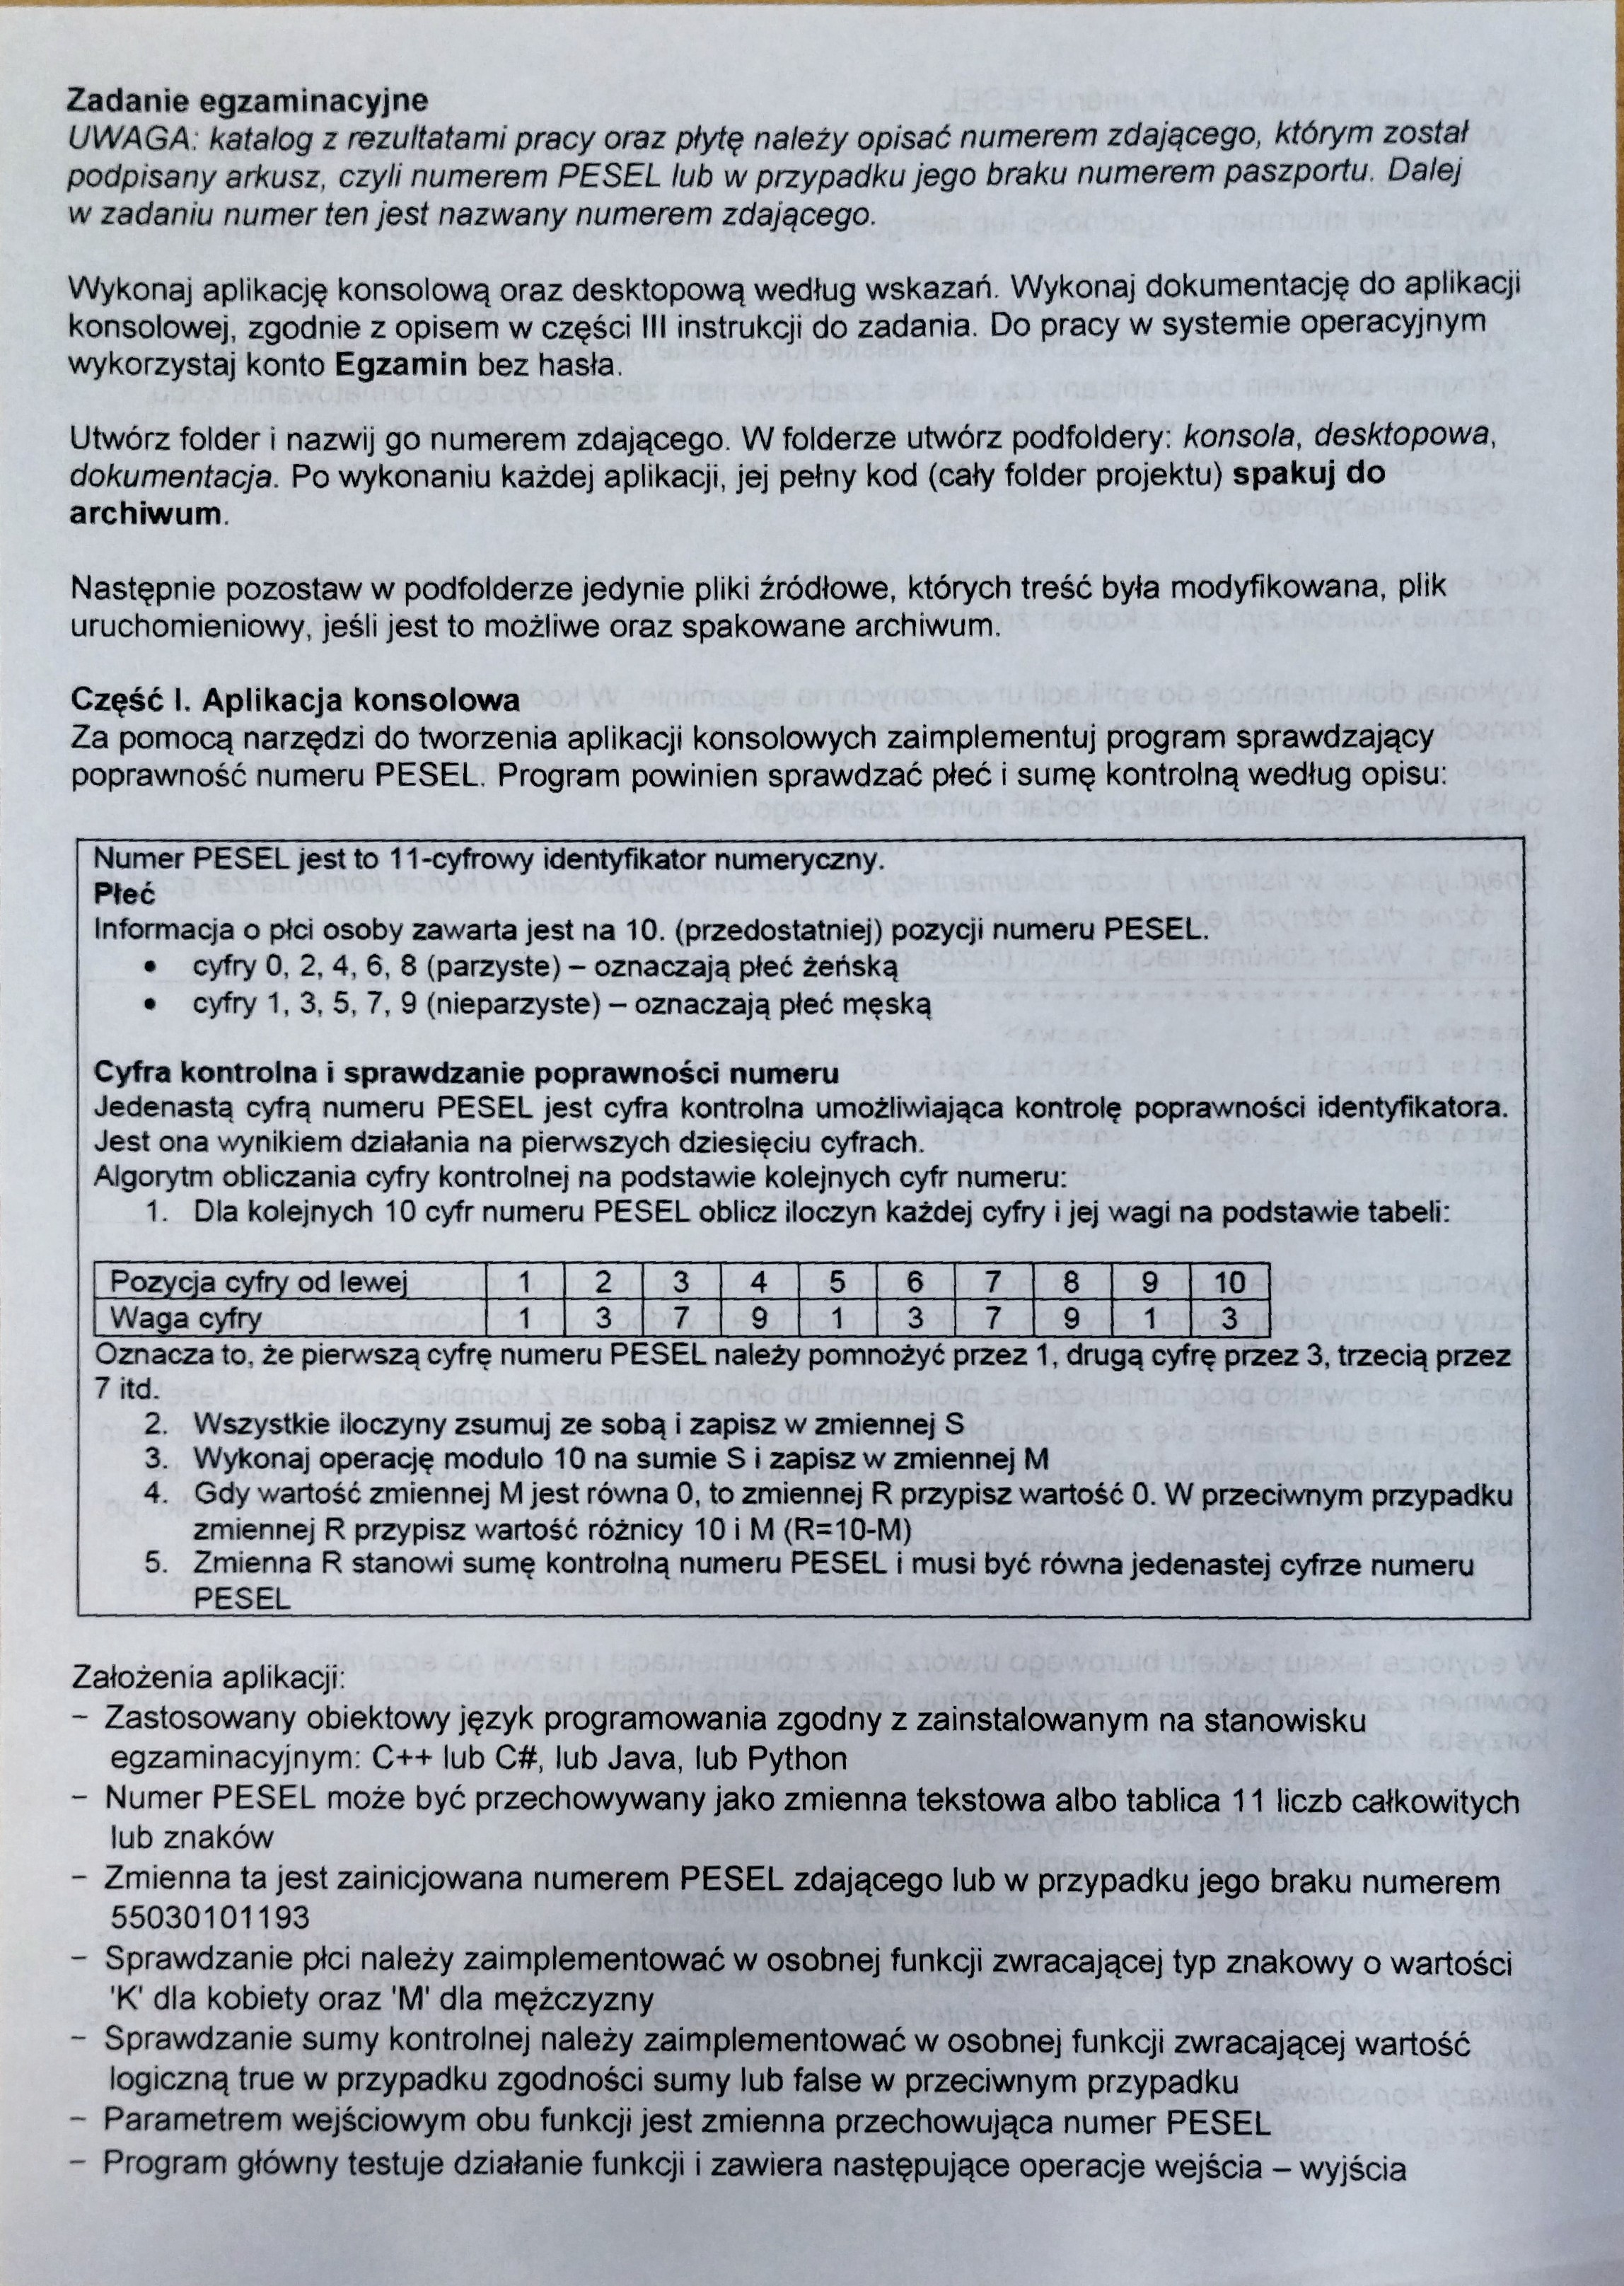 Zadanie egzaminacyjne
UWAGA: katalog z rezultatami pracy oraz płytę należy opisać numerem zdającego, którym został
podpisany arkusz, czyli numerem PESEL lub w przypadku jego braku numerem paszportu. Dalej
w zadaniu numer ten jest nazwany numerem zdającego.
Wykonaj aplikację konsolową oraz desktopową według wskazań. Wykonaj dokumentację do aplikacji
konsolowej, zgodnie z opisem w części III instrukcji do zadania. Do pracy w systemie operacyjnym
wykorzystaj konto Egzamin bez hasła.
Utwórz folder i nazwij go numerem zdającego. W folderze utwórz podfoldery: konsola, desktopowa,
dokumentacja. Po wykonaniu każdej aplikacji, jej pełny kod (cały folder projektu) spakuj do
archiwum.
Następnie pozostaw w podfolderze jedynie pliki źródłowe, których treść była modyfikowana, plik
uruchomieniowy, jeśli jest to możliwe oraz spakowane archiwum.
Część I. Aplikacja konsolowa
Za pomocą narzędzi do tworzenia aplikacji konsolowych zaimplementuj program sprawdzający
poprawność numeru PESEL. Program powinien sprawdzać płeć i sumę kontrolną według opisu:
Numer PESEL jest to 11-cyfrowy identyfikator numeryczny.
Płeć
Informacja o płci osoby zawarta jest na 10. (przedostatniej) pozycji numeru PESEL.
• cyfry 0, 2, 4, 6, 8 (parzyste) – oznaczają płeć żeńską
• cyfry 1, 3, 5, 7, 9 (nieparzyste) – oznaczają płeć męską
Cyfra kontrolna i sprawdzanie poprawności numeru
Jedenastą cyfrą numeru PESEL jest cyfra kontrolna umożliwiająca kontrolę poprawności identyfikatora.
Jest ona wynikiem działania na pierwszych dziesięciu cyfrach.
Algorytm obliczania cyfry kontrolnej na podstawie kolejnych cyfr numeru:
1. Dla kolejnych 10 cyfr numeru PESEL oblicz iloczyn każdej cyfry i jej wagi na podstawie tabeli:
Pozycja cyfry od lewej 1 2 3 4 5 6 7 8 9 10
Waga cyfry 1 3 7 9 1 3 7 9 1 3
Oznacza to, że pierwszą cyfrę numeru PESEL należy pomnożyć przez 1, drugą cyfrę przez 3, trzecią przez
7 itd.
2. Wszystkie iloczyny zsumuj ze sobą i zapisz w zmiennej S
3. Wykonaj operację modulo 10 na sumie S i zapisz w zmiennej M
4. Gdy wartość zmiennej M jest równa 0, to zmiennej R przypisz wartość 0. W przeciwnym przypadku
zmiennej R przypisz wartość różnicy 10 i M (R=10-M)
5. Zmienna R stanowi sumę kontrolną numeru PESEL i musi być równa jedenastej cyfrze numeru
PESEL
Założenia aplikacji:
– Zastosowany obiektowy język programowania zgodny z zainstalowanym na stanowisku
egzaminacyjnym: C++ lub C#, lub Java, lub Python
– Numer PESEL może być przechowywany jako zmienna tekstowa albo tablica 11 liczb całkowitych
lub znaków
– Zmienna ta jest zainicjowana numerem PESEL zdającego lub w przypadku jego braku numerem
55030101193
– Sprawdzanie płci należy zaimplementować w osobnej funkcji zwracającej typ znakowy o wartości
'K' dla kobiety oraz 'M' dla mężczyzny
– Sprawdzanie sumy kontrolnej należy zaimplementować w osobnej funkcji zwracającej wartość
logiczną true w przypadku zgodności sumy lub false w przeciwnym przypadku
– Parametrem wejściowym obu funkcji jest zmienna przechowująca numer PESEL
– Program główny testuje działanie funkcji i zawiera następujące operacje wejścia – wyjścia